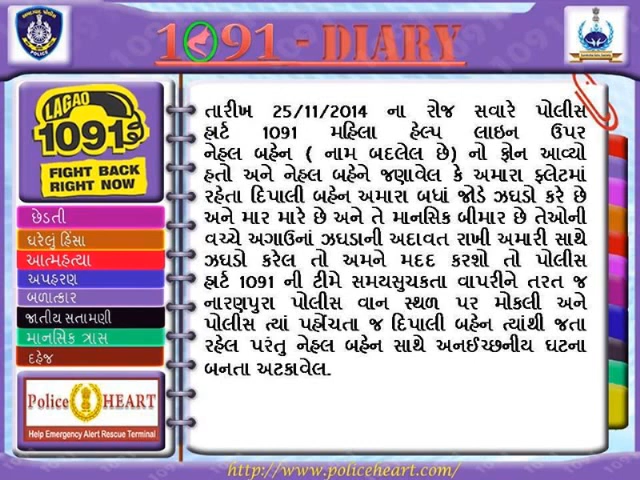 1091 - DIARY
LAGAO
1091
FIGHT BACK
RIGHT NOW
છેડતી
ઘરેલું હિંસા
આત્મહત્યા
અપહરણ
બળાત્કાર
જાતીય સતામણી
માનસિક ત્રાસ
દહેજ
Police HEART
Help Emergency Alert Rescue Terminal
તારીખ 25/11/2014 ના રોજ સવારે પોલીસ
હાર્ટ 1091 મહિલા હેલ્પ લાઇન ઉપર
નેહલ બહેન ( નામ બદલેલ છે) નો ફોન આવ્યો
હતો અને નેહલ બહેને જણાવેલ કે અમારા ફ્લેટમાં
રહેતા દિપાલી બહેન અમારા બધાં જોડે ઝઘડો કરે છે
અને માર મારે છે અને તે માનસિક બીમાર છે તેઓની
વચ્ચે અગાઉનાં ઝઘડાની અદાવત રાખી અમારી સાથે
ઝઘડો કરેલ તો અમને મદદ કરશો તો પોલીસ
હાર્ટ 1091 ની ટીમે સમયસુચકતા વાપરીને તરત જ
નારણપુરા પોલીસ વાન સ્થળ પર મોકલી અને
પોલીસ ત્યાં પહોંચતા જ દિપાલી બહેન ત્યાંથી જતા
રહેલ પરંતુ નેહલ બહેન સાથે અનઈચ્છનીય ઘટના
બનતા અટકાવેલ.
http://www.policeheart.com/